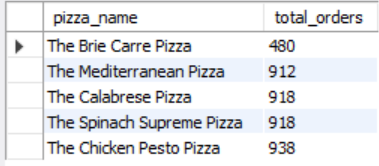 pizza_name total_orders
The Brie Carre Pizza 480
The Mediterranean Pizza 912
The Calabrese Pizza 918
The Spinach Supreme Pizza 918
The Chicken Pesto Pizza 938